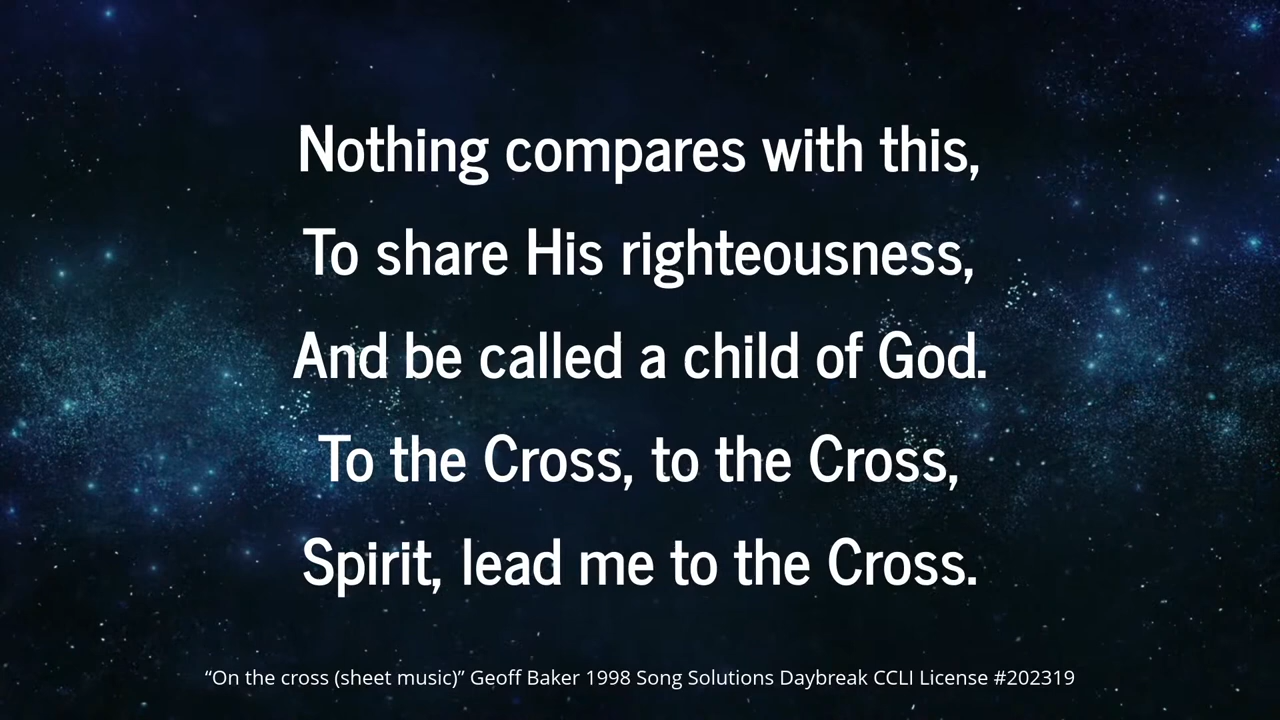 Nothing compares with this,
To share His righteousness,
And be called a child of God.
To the Cross, to the Cross,
Spirit, lead me to the Cross.
“On the cross (sheet music)” Geoff Baker 1998 Song Solutions Daybreak CCLI License #202319